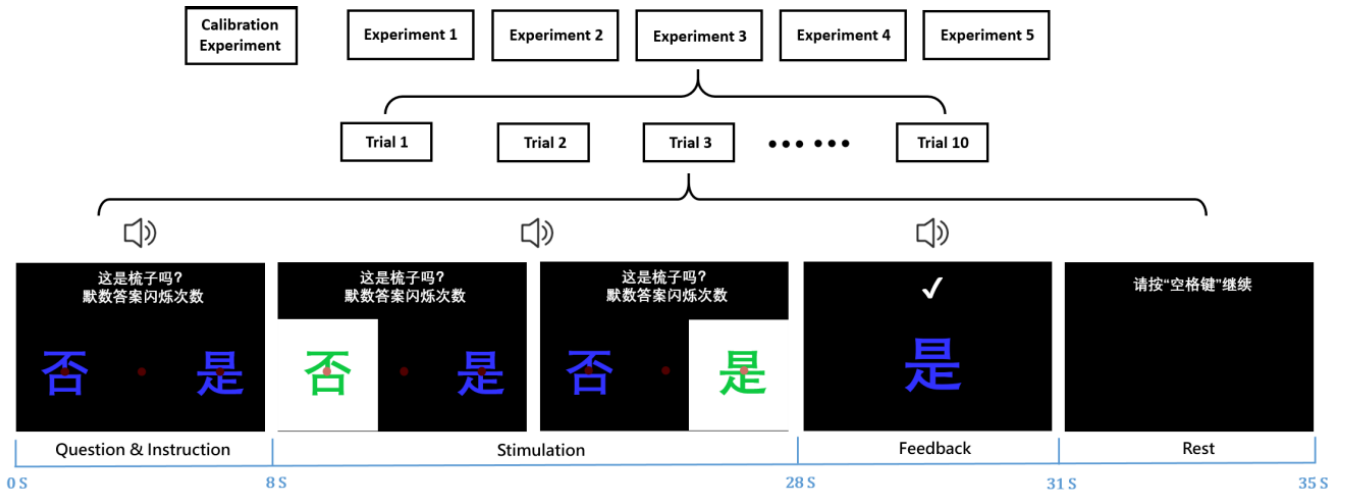 Calibration
Experiment
Experiment 1
Experiment 2
Experiment 3
Experiment 4
Experiment 5
Trial 1
Trial 2
Trial 3
Trial 10
这是梳子吗?
默数答案闪烁次数
否
是
这是梳子吗?
默数答案闪烁次数
否
是
这是梳子吗?
默数答案闪烁次数
否
是
✓
是
请按“空格键”继续
Question & Instruction
Stimulation
Feedback
Rest
0 S
8 S
28 S
31 S
35 S